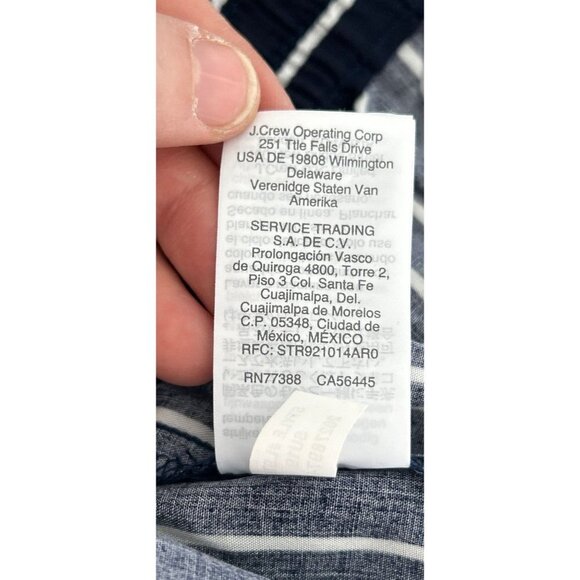 J.Crew Operating Corp
251 Ttle Falls Drive
USA DE 19808 Wilmington
Delaware
Verenidge Staten Van
Amerika
SERVICE TRADING
S.A. DE C.V.
Prolongación Vasco
de Quiroga 4800, Torre 2,
Piso 3 Col. Santa Fe
Cuajimalpa, Del.
Cuajimalpa de Morelos
C.P. 05348, Ciudad de
México, MÉXICO
RFC: STR921014AR0
RN77388 CA56445